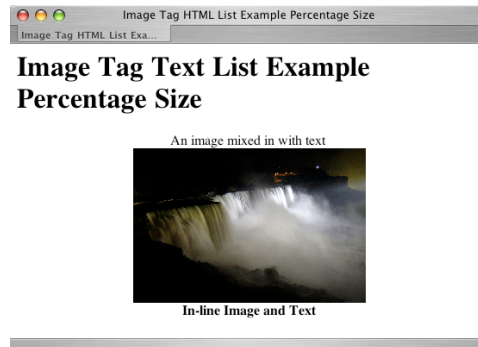 Image Tag HTML List Example Percentage Size
Image Tag HTML List Exa...
Image Tag Text List Example
Percentage Size
An image mixed in with text
In-line Image and Text